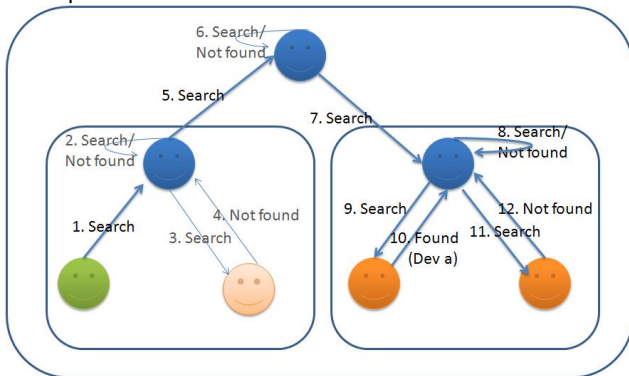 6. Search/
Not found
5. Search
7. Search
2. Search/
Not found
8. Search/
Not found
1. Search
4. Not found
3. Search
9. Search
12. Not found
10. Found
(Dev a)
11. Search